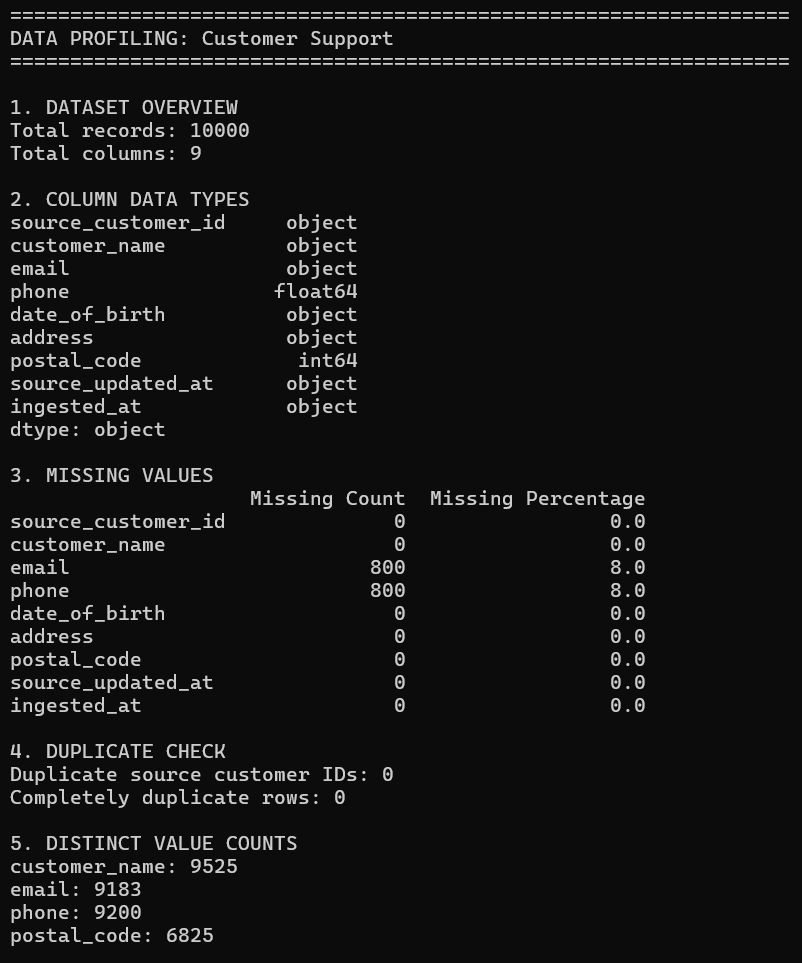 =================================================================
DATA PROFILING: Customer Support
=================================================================
1. DATASET OVERVIEW
Total records: 10000
Total columns: 9
2. COLUMN DATA TYPES
source_customer_id     object
customer_name          object
email                  object
phone                 float64
date_of_birth          object
address                object
postal_code             int64
source_updated_at      object
ingested_at            object
dtype: object
3. MISSING VALUES
                    Missing Count  Missing Percentage
source_customer_id              0                 0.0
customer_name                   0                 0.0
email                         800                 8.0
phone                         800                 8.0
date_of_birth                   0                 0.0
address                         0                 0.0
postal_code                     0                 0.0
source_updated_at               0                 0.0
ingested_at                     0                 0.0
4. DUPLICATE CHECK
Duplicate source customer IDs: 0
Completely duplicate rows: 0
5. DISTINCT VALUE COUNTS
customer_name: 9525
email: 9183
phone: 9200
postal_code: 6825